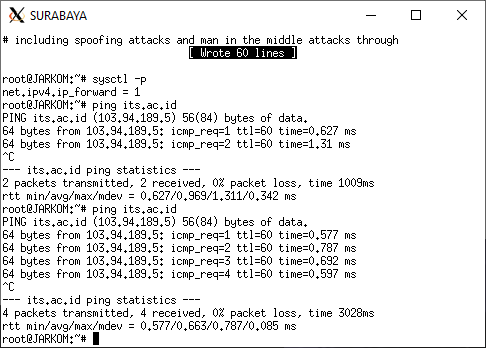 SURABAYA
# including spoofing attacks and man in the middle attacks through
[ Wrote 60 lines ]
root@JARKOM:~# sysctl -p
net.ipv4.ip_forward = 1
root@JARKOM:~# ping its.ac.id
PING its.ac.id (103.94.189.5) 56(84) bytes of data.
64 bytes from 103.94.189.5: icmp_req=1 ttl=60 time=0.627 ms
64 bytes from 103.94.189.5: icmp_req=2 ttl=60 time=1.31 ms
^C
--- its.ac.id ping statistics ---
2 packets transmitted, 2 received, 0% packet loss, time 1009ms
rtt min/avg/max/mdev = 0.627/0.969/1.311/0.342 ms
root@JARKOM:~# ping its.ac.id
PING its.ac.id (103.94.189.5) 56(84) bytes of data.
64 bytes from 103.94.189.5: icmp_req=1 ttl=60 time=0.577 ms
64 bytes from 103.94.189.5: icmp_req=2 ttl=60 time=0.787 ms
64 bytes from 103.94.189.5: icmp_req=3 ttl=60 time=0.692 ms
64 bytes from 103.94.189.5: icmp_req=4 ttl=60 time=0.597 ms
^C
--- its.ac.id ping statistics ---
4 packets transmitted, 4 received, 0% packet loss, time 3028ms
rtt min/avg/max/mdev = 0.577/0.663/0.787/0.085 ms
root@JARKOM:~#